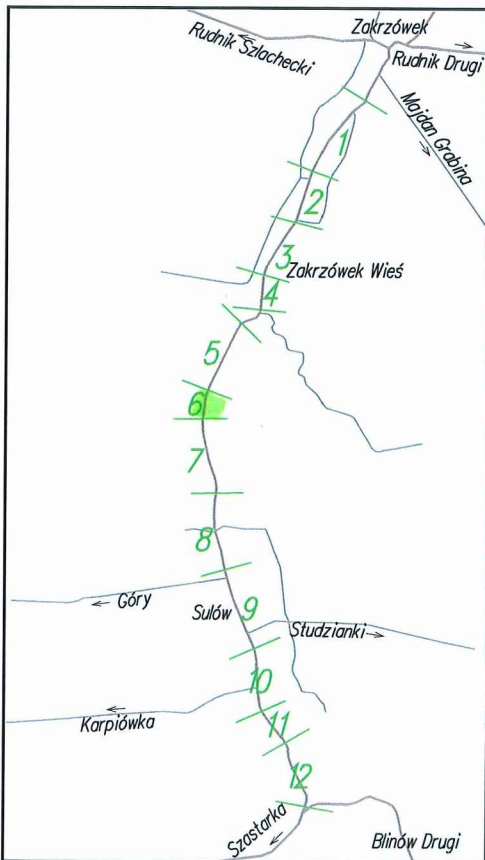 Zakrzówek
Rudnik Szlachecki
Rudnik Drugi
Majdan Grabina
1
2
3
Zakrzówek Wieś
4
5
6
7
8
Góry
Sulów
9
Studzianki
10
Karpiówka
11
12
Szastarka
Blinów Drugi